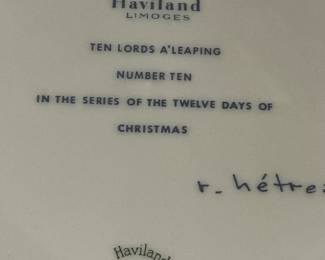 Haviland
LIMOGES
TEN LORDS A'LEAPING
NUMBER TEN
IN THE SERIES OF THE TWELVE DAYS OF
CHRISTMAS
r. hétre
Haviland